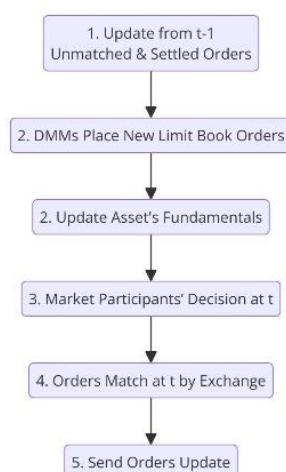 1. Update from t-1
Unmatched & Settled Orders
2. DMMs Place New Limit Book Orders
2. Update Asset's Fundamentals
3. Market Participants' Decision at t
4. Orders Match at t by Exchange
5. Send Orders Update